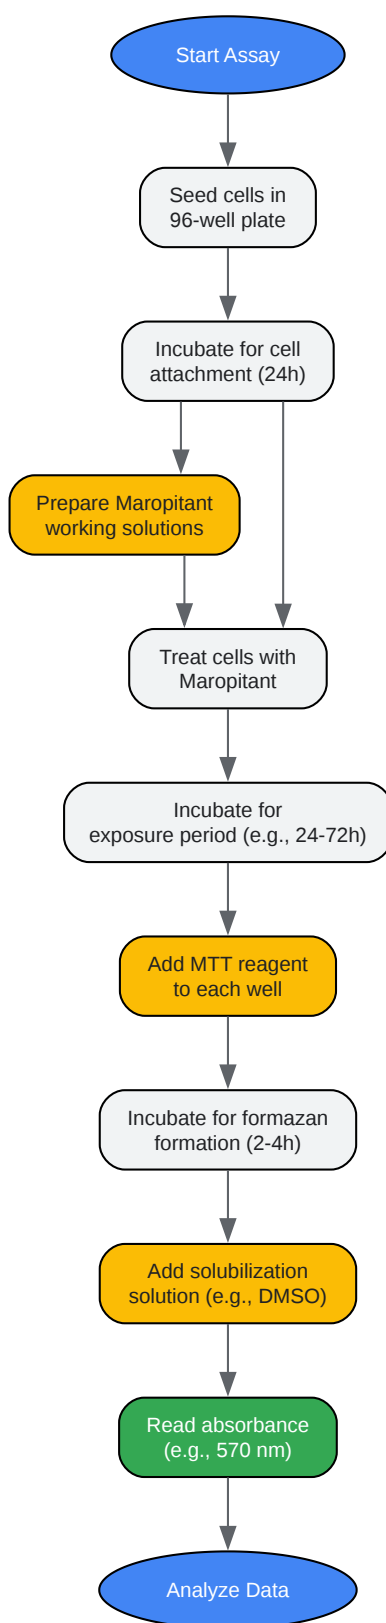 Start Assay
Seed cells in
96-well plate
Incubate for cell
attachment (24h)
Prepare Maropitant
working solutions
Treat cells with
Maropitant
Incubate for
exposure period (e.g., 24-72h)
Add MTT reagent
to each well
Incubate for formazan
formation (2-4h)
Add solubilization
solution (e.g., DMSO)
Read absorbance
(e.g., 570 nm)
Analyze Data